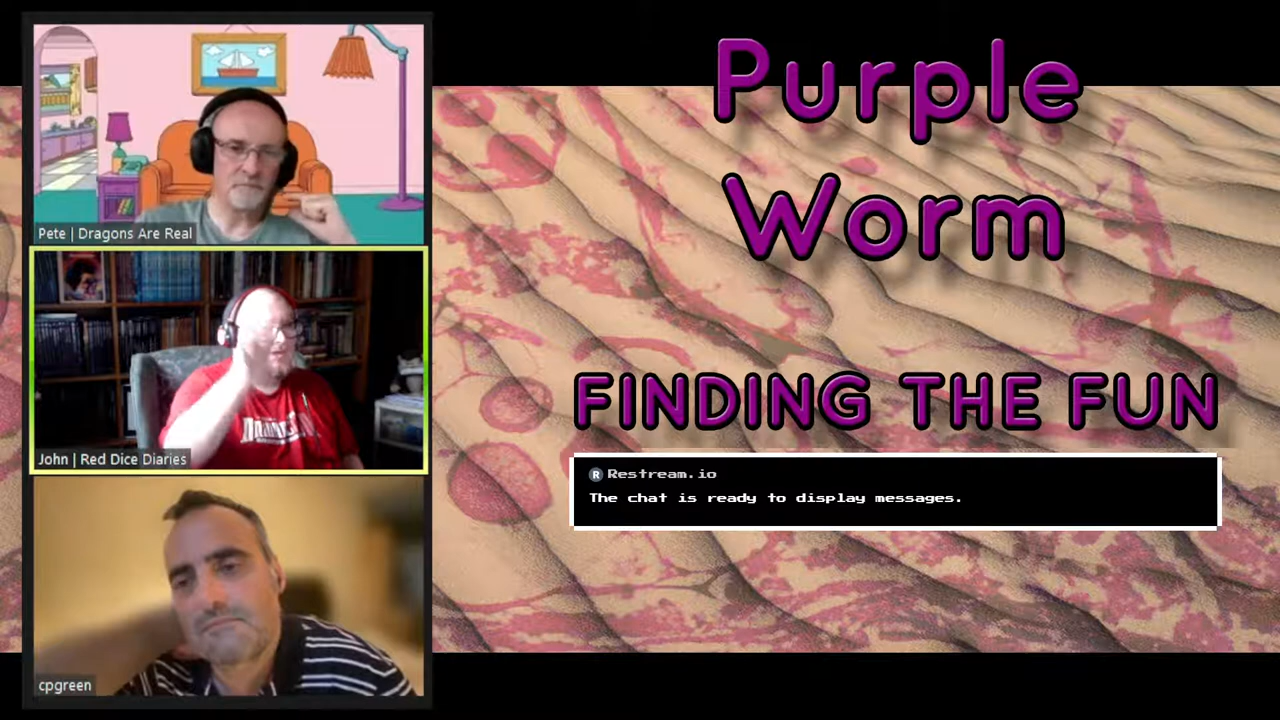 Purple
Worm
FINDING THE FUN
Pete | Dragons Are Real
John | Red Dice Diaries
cpgreen
R Restream.io
The chat is ready to display messages.